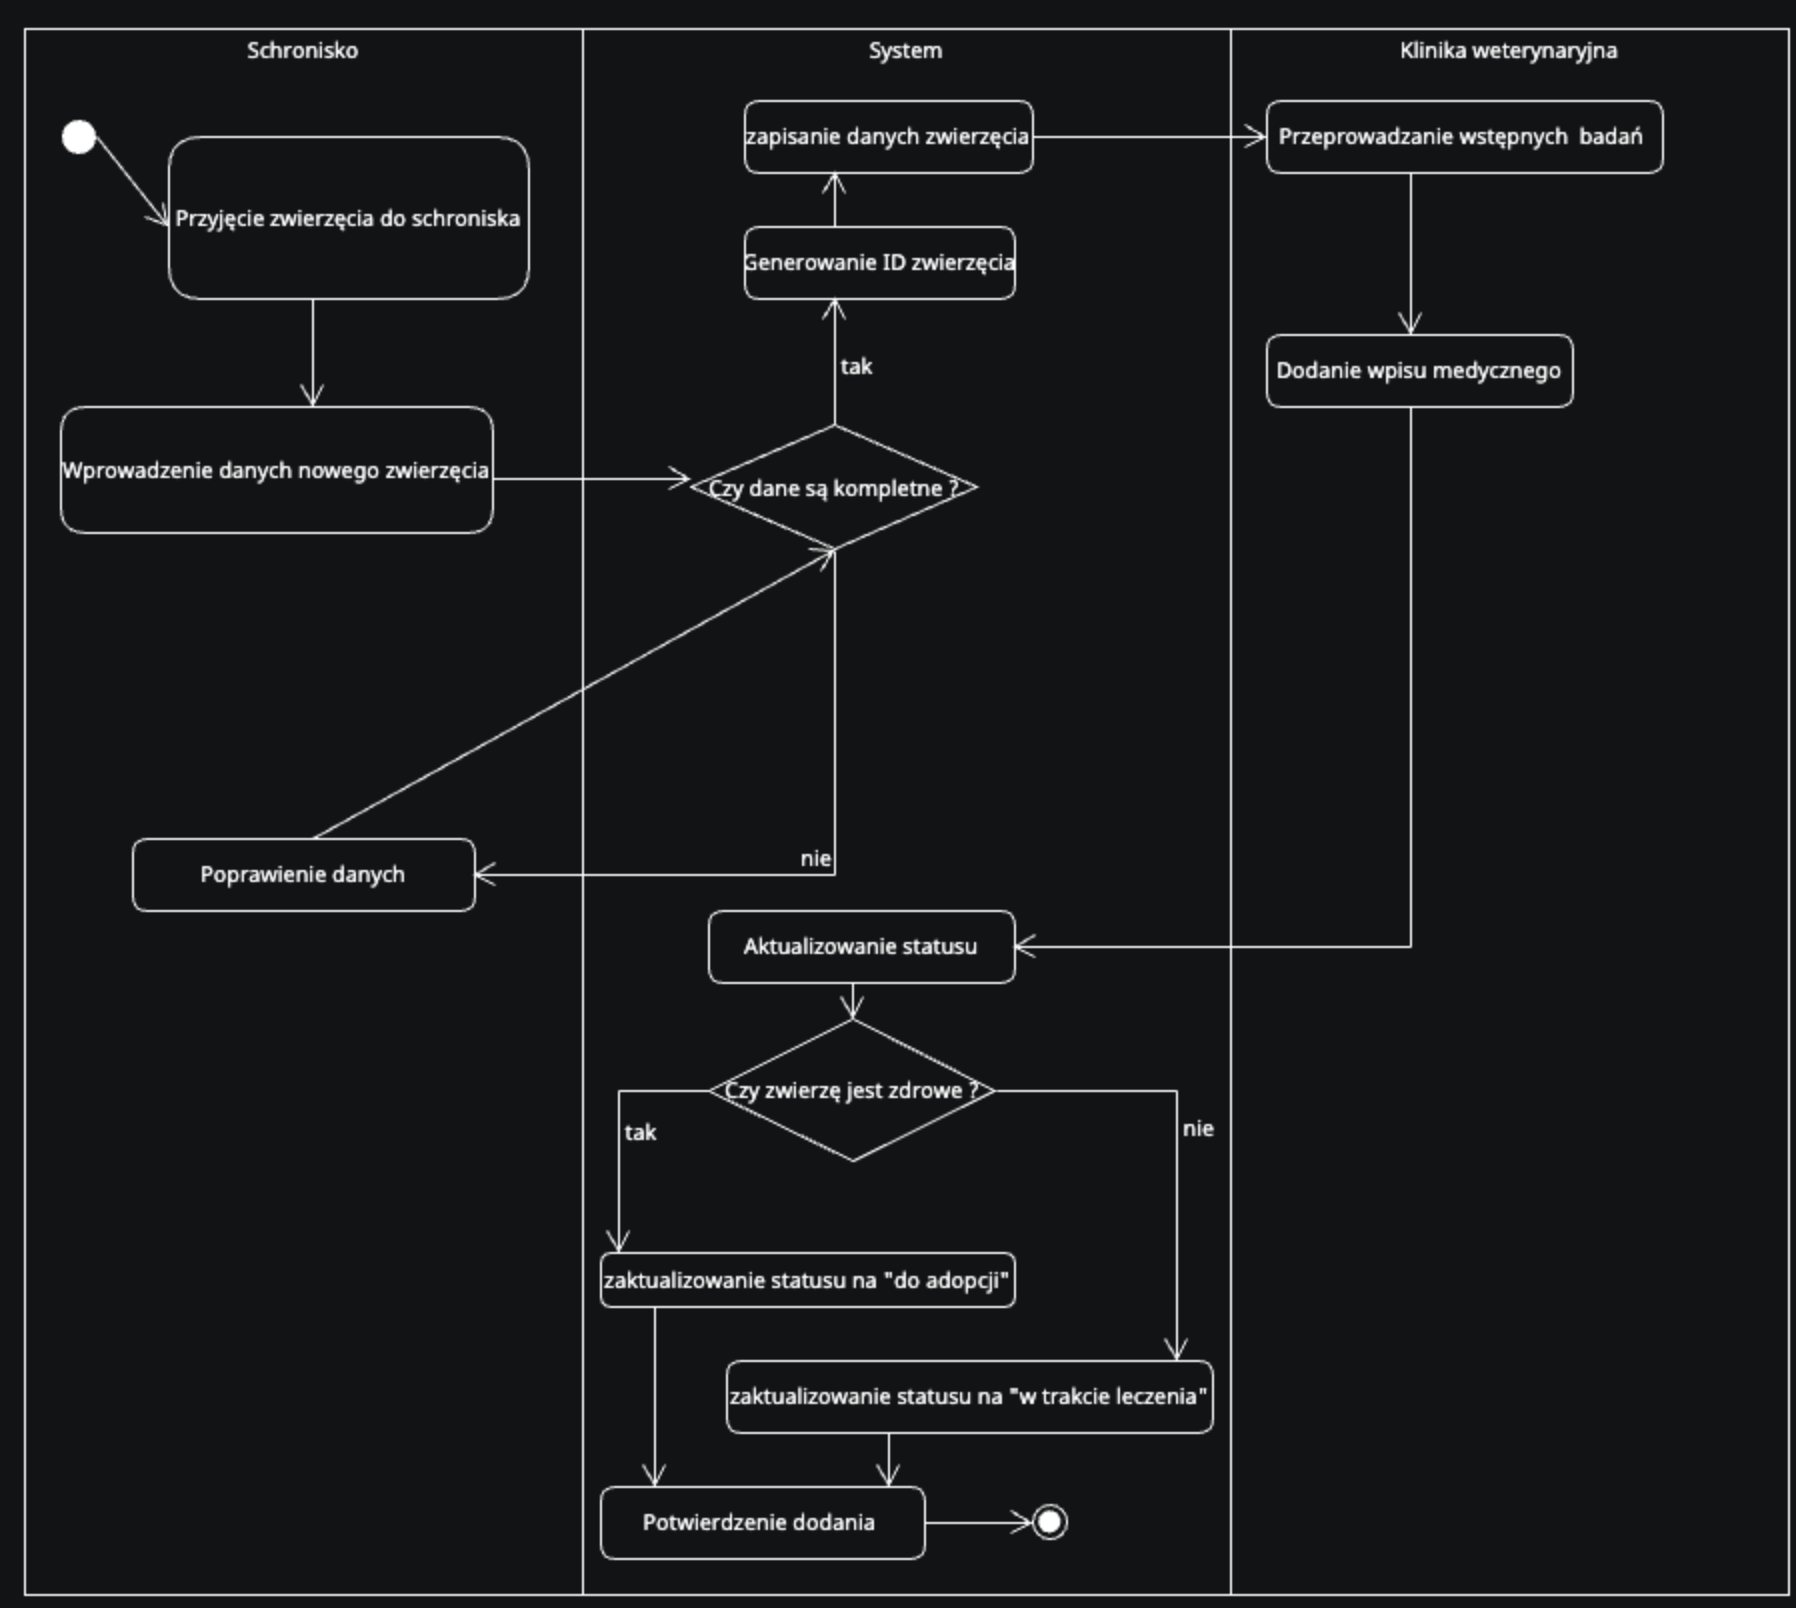 Schronisko
System
Klinika weterynaryjna
zapisanie danych zwierzęcia
Przeprowadzanie wstępnych  badań
Przyjęcie zwierzęcia do schroniska
Generowanie ID zwierzęcia
tak
Dodanie wpisu medycznego
Wprowadzenie danych nowego zwierzęcia
Czy dane są kompletne ?
nie
Poprawienie danych
Aktualizowanie statusu
Czy zwierzę jest zdrowe ?
tak
nie
zaktualizowanie statusu na "do adopcji"
zaktualizowanie statusu na "w trakcie leczenia"
Potwierdzenie dodania